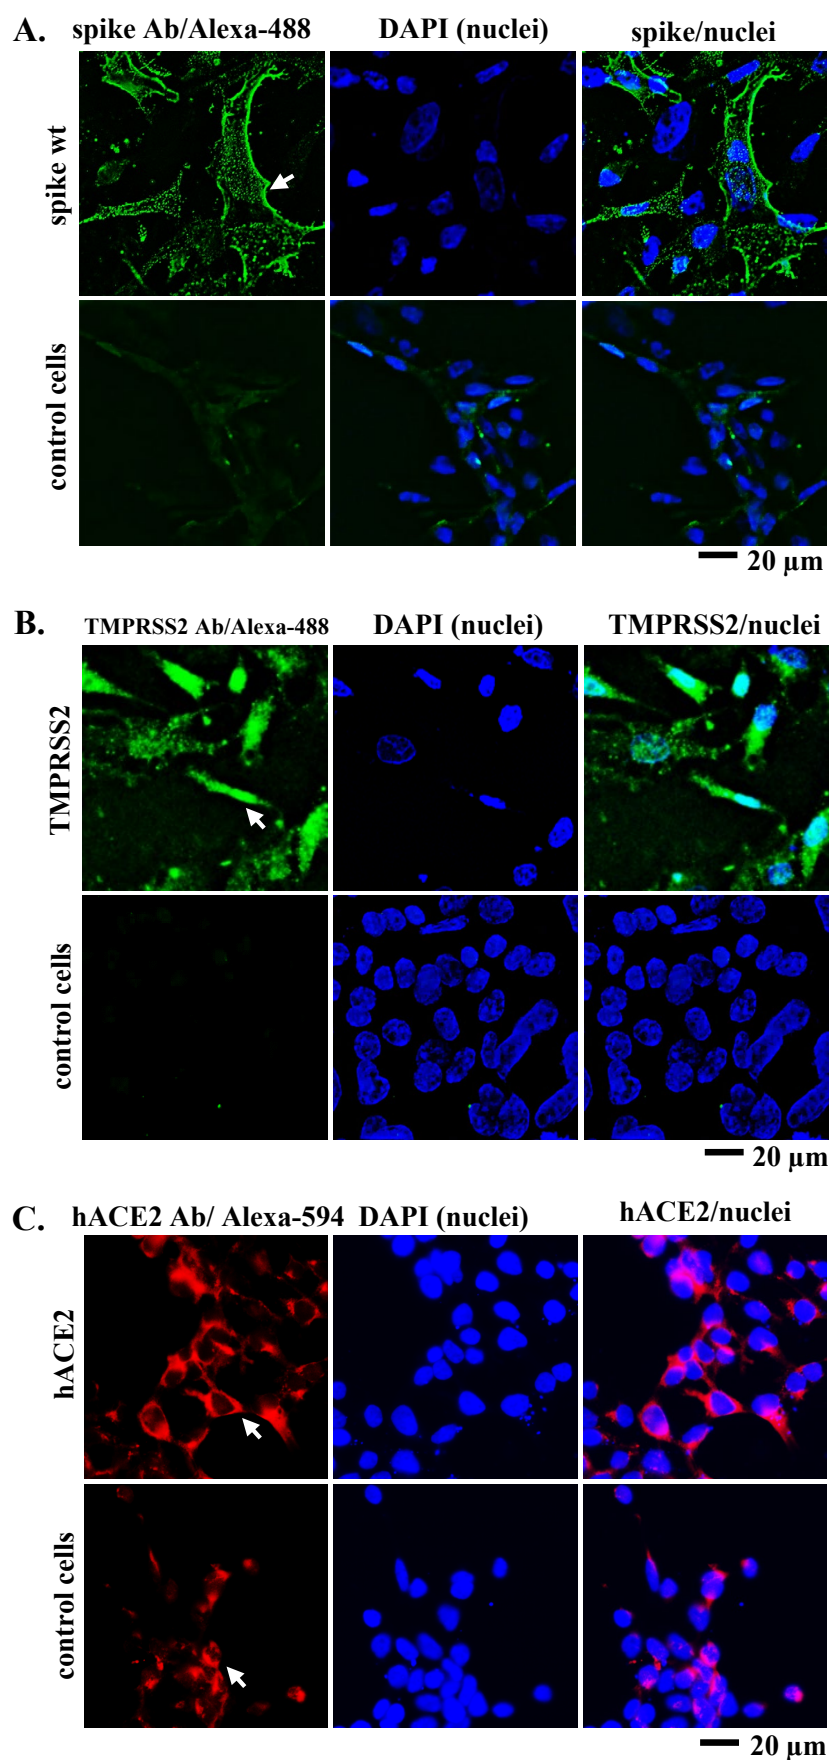 A. spike Ab/Alexa-488 DAPI (nuclei) spike/nuclei
spike wt
control cells
20 μm
B. TMPRSS2 Ab/Alexa-488 DAPI (nuclei) TMPRSS2/nuclei
TMPRSS2
control cells
20 μm
C. hACE2 Ab/ Alexa-594 DAPI (nuclei) hACE2/nuclei
hACE2
control cells
20 μm